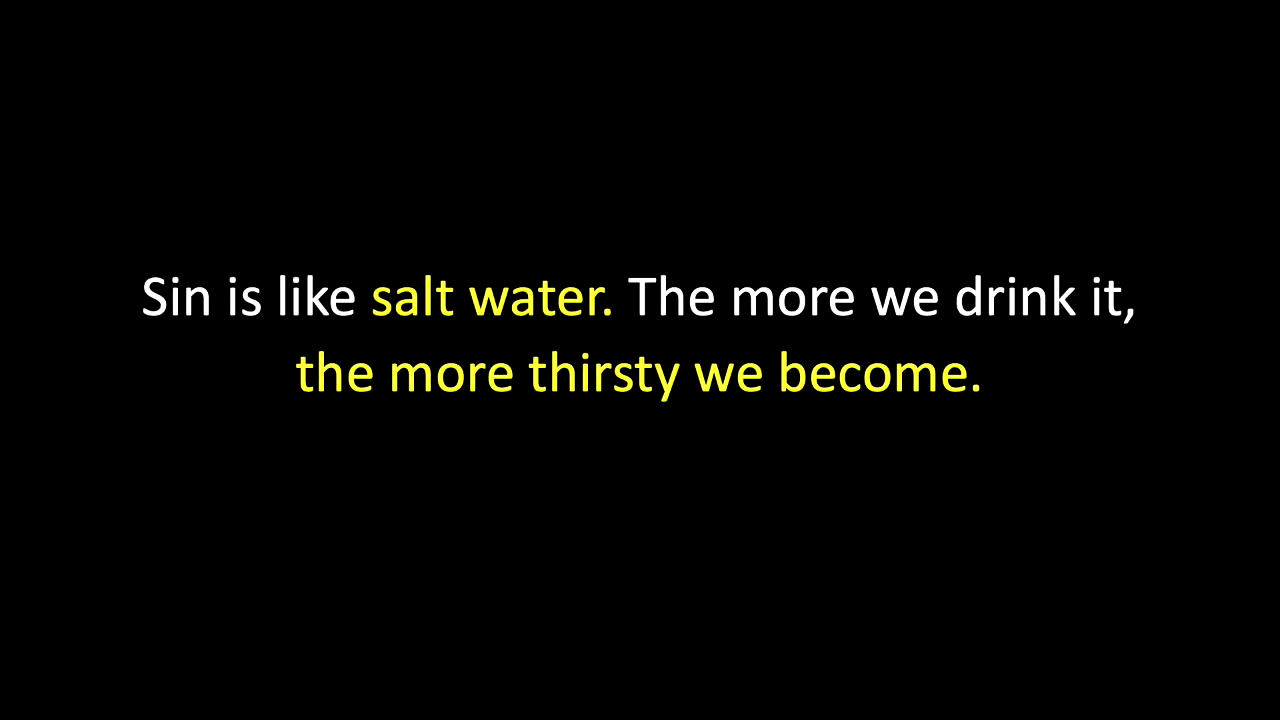 Sin is like salt water. The more we drink it,
the more thirsty we become.